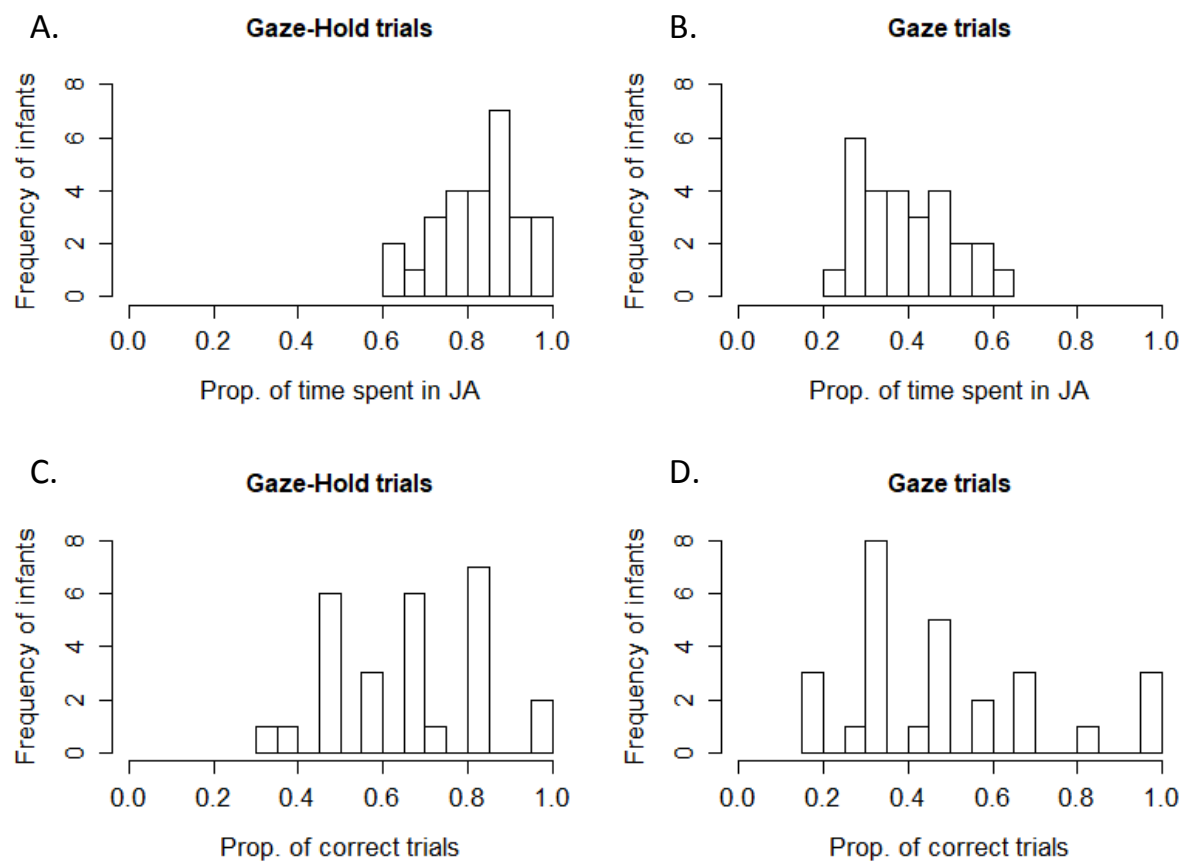 A.
Gaze-Hold trials
Frequency of infants
8
6
4
2
0
0.0 0.2 0.4 0.6 0.8 1.0
Prop. of time spent in JA
B.
Gaze trials
Frequency of infants
8
6
4
2
0
0.0 0.2 0.4 0.6 0.8 1.0
Prop. of time spent in JA
C.
Gaze-Hold trials
Frequency of infants
8
6
4
2
0
0.0 0.2 0.4 0.6 0.8 1.0
Prop. of correct trials
D.
Gaze trials
Frequency of infants
8
6
4
2
0
0.0 0.2 0.4 0.6 0.8 1.0
Prop. of correct trials